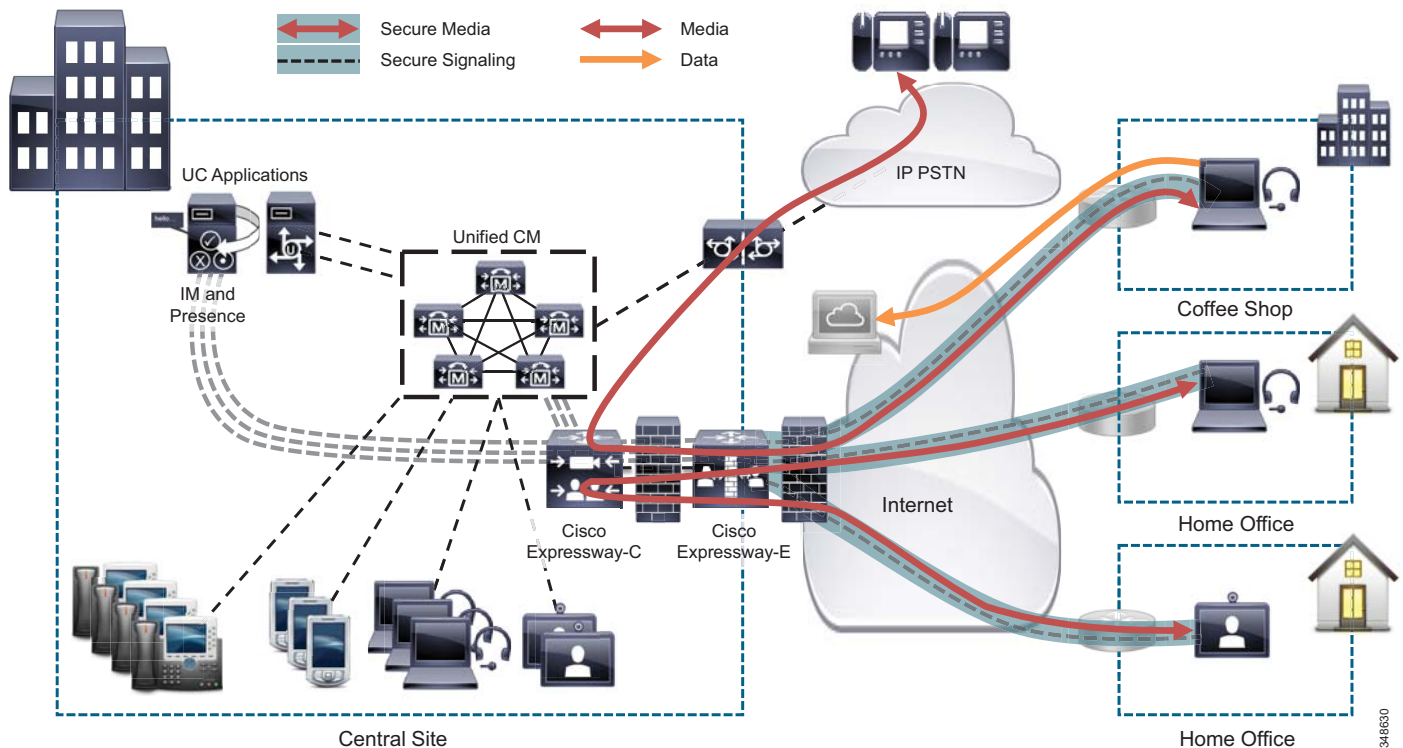 Secure Media
Secure Signaling
Media
Data
UC Applications
hello...
U
IM and
Presence
Unified CM
M
M
M
M
M
IP PSTN
Coffee Shop
Home Office
Internet
Cisco
Expressway-C
Cisco
Expressway-E
Home Office
Central Site
348630